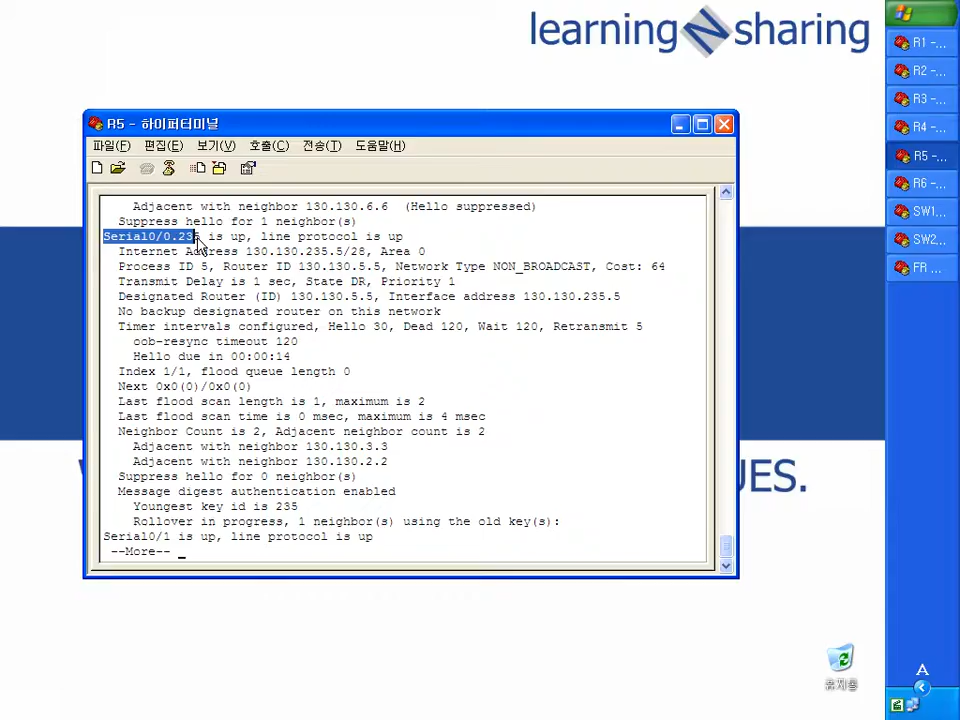 learning sharing
R1 -...
R2 -...
R3 -...
R4 -...
R5 -...
R6 -...
SW1...
SW2...
FR ...
R5 - 하이퍼터미널
파일(F) 편집(E) 보기(V) 호출(C) 전송(T) 도움말(H)
Adjacent with neighbor 130.130.6.6  (Hello suppressed)
Suppress hello for 1 neighbor(s)
Serial0/0.235 is up, line protocol is up
Internet Address 130.130.235.5/28, Area 0
Process ID 5, Router ID 130.130.5.5, Network Type NON_BROADCAST, Cost: 64
Transmit Delay is 1 sec, State DR, Priority 1
Designated Router (ID) 130.130.5.5, Interface address 130.130.235.5
No backup designated router on this network
Timer intervals configured, Hello 30, Dead 120, Wait 120, Retransmit 5
oob-resync timeout 120
Hello due in 00:00:14
Index 1/1, flood queue length 0
Next 0x0(0)/0x0(0)
Last flood scan length is 1, maximum is 2
Last flood scan time is 0 msec, maximum is 4 msec
Neighbor Count is 2, Adjacent neighbor count is 2
Adjacent with neighbor 130.130.3.3
Adjacent with neighbor 130.130.2.2
Suppress hello for 0 neighbor(s)
Message digest authentication enabled
Youngest key id is 235
Rollover in progress, 1 neighbor(s) using the old key(s):
Serial0/1 is up, line protocol is up
--More-- _
UES.
휴지통
A